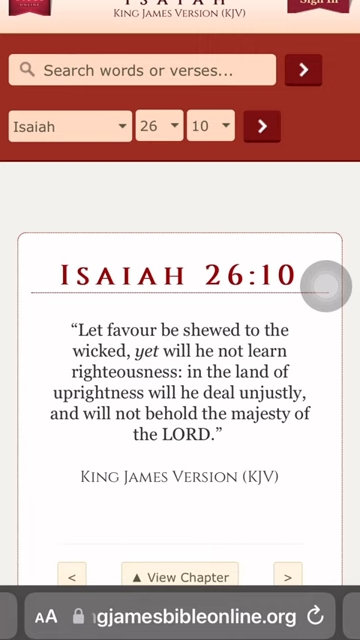 ISAIAH
KING JAMES VERSION (KJV)
Sign In
Search words or verses...
Isaiah 26 10
ISAIAH 26:10
“Let favour be shewed to the
wicked, yet will he not learn
righteousness: in the land of
uprightness will he deal unjustly,
and will not behold the majesty of
the LORD.”
KING JAMES VERSION (KJV)
< ▲ View Chapter >
AA gjamesbibleonline.org